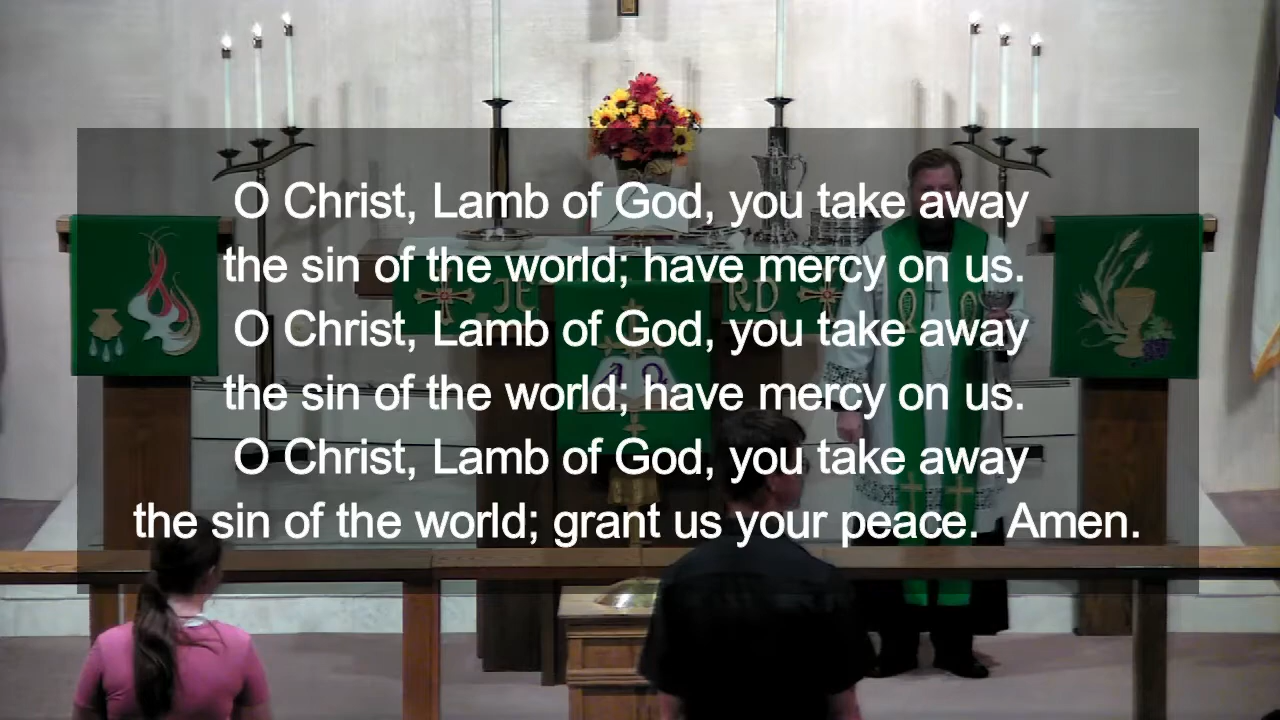 O Christ, Lamb of God, you take away
the sin of the world; have mercy on us.
O Christ, Lamb of God, you take away
the sin of the world; have mercy on us.
O Christ, Lamb of God, you take away
the sin of the world; grant us your peace. Amen.
JE
RD
Α Ω